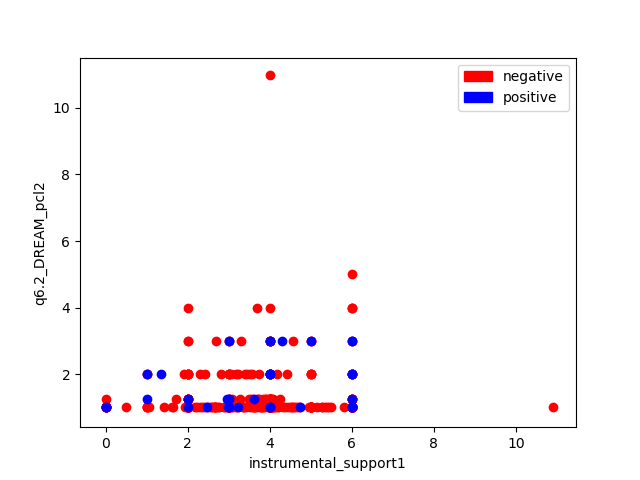 negative
positive
10
8
6
4
2
q6.2_DREAM_pcl2
0 2 4 6 8 10
instrumental_support1